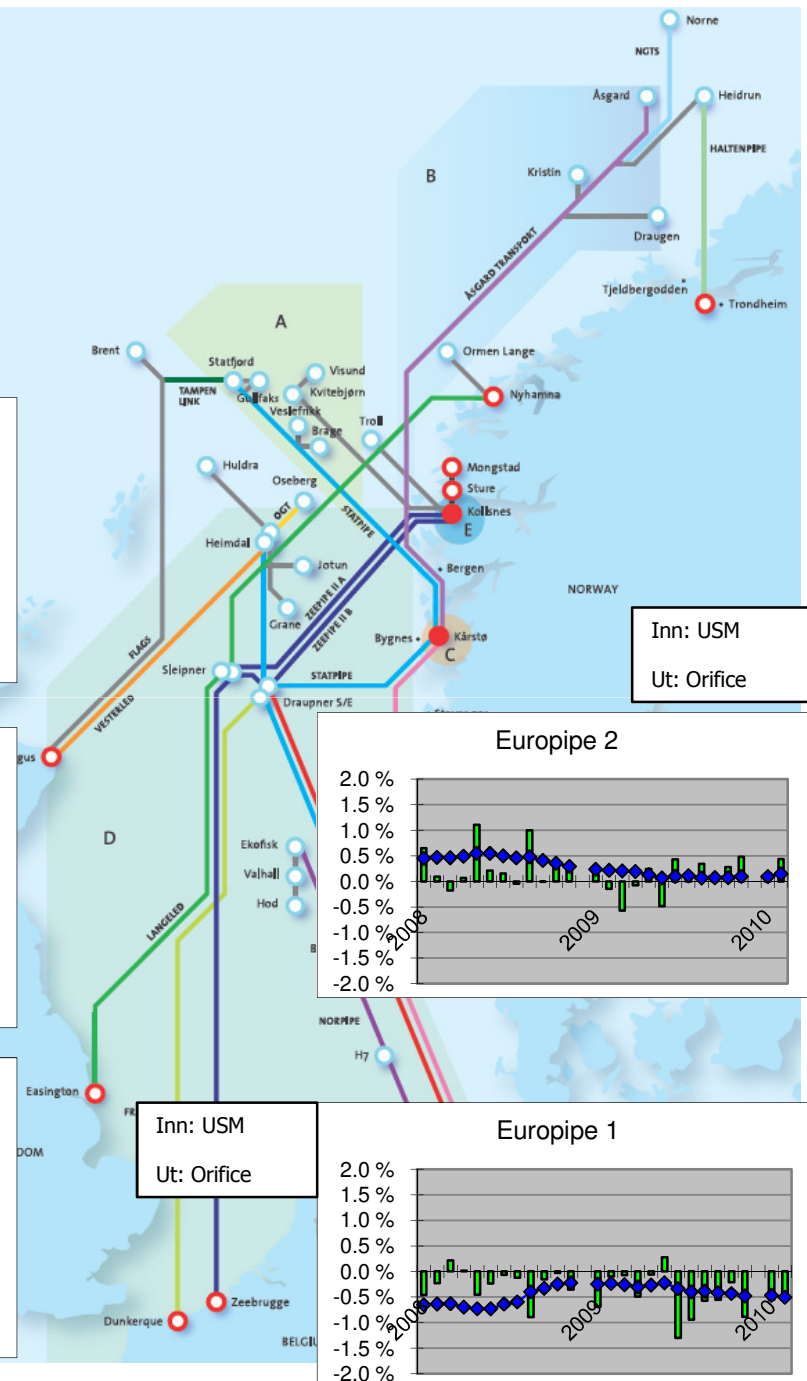 Norne
NGTS
Åsgard
Heidrun
HALTENPIPE
B
Kristin
Draugen
ÅSGARD TRANSPORT
Tjeldbergodden
Trondheim
A
Brent
Statfjord
Visund
Ormen Lange
TAMPEN
LINK
Gullfaks
Kvitebjørn
Nyhamna
Veslefrikk
Brage
Troll
Huldra
Mongstad
Oseberg
Sture
OGT
STATPIPE
Kollsnes
E
Heimdal
Jotun
Bergen
ZEEPIPE II A
ZEEPIPE II B
NORWAY
Grane
FLAGS
Bygnes
Kårstø
C
Sleipner
STATPIPE
VESTERLED
Draupner S/E
Inn: USM
Ut: Orifice
gus
D
Ekofisk
Valhall
Hod
LANGELED
Europipe 2
2.0 %
1.5 %
1.0 %
0.5 %
0.0 %
-0.5 %
-1.0 %
-1.5 %
-2.0 %
2008
2009
2010
NORPIPE
H7
Easington
FR
DOM
Inn: USM
Ut: Orifice
Europipe 1
2.0 %
1.5 %
1.0 %
0.5 %
0.0 %
-0.5 %
-1.0 %
-1.5 %
-2.0 %
2008
2009
2010
Zeebrugge
Dunkerque
BELGIU